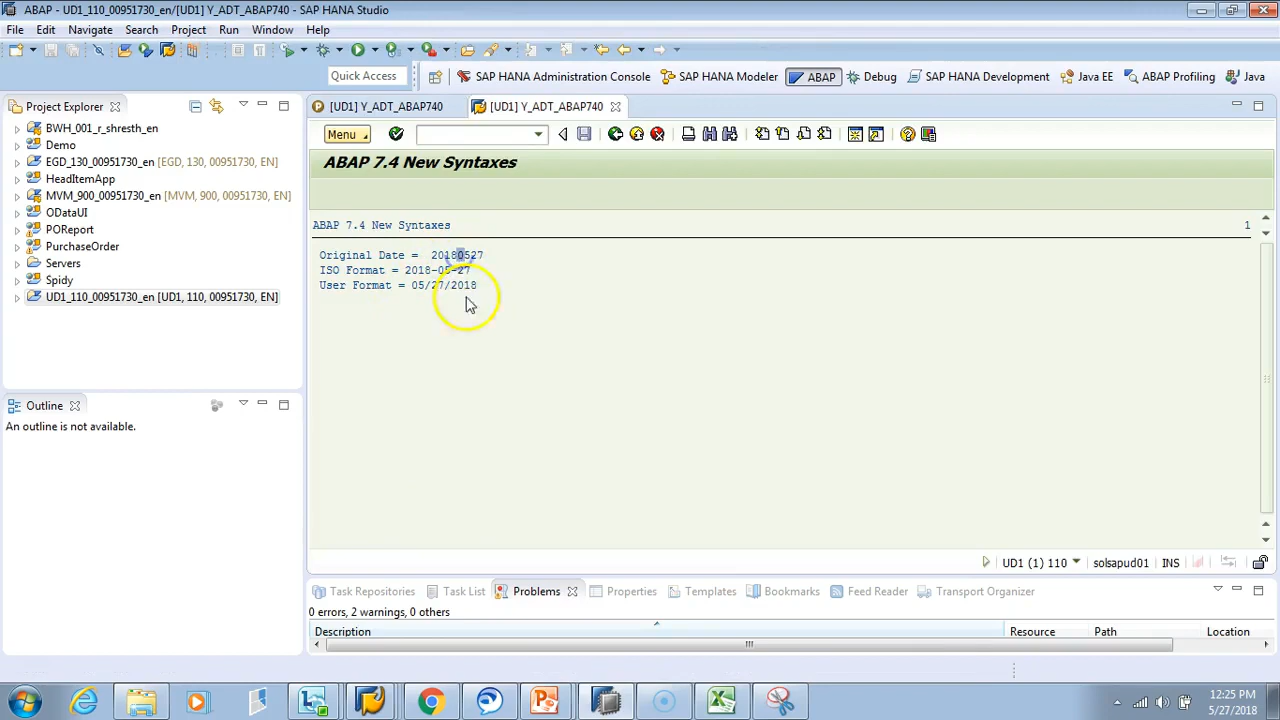 ABAP - UD1_110_00951730_en/[UD1] Y_ADT_ABAP740 - SAP HANA Studio
File Edit Navigate Search Project Run Window Help
Quick Access SAP HANA Administration Console SAP HANA Modeler ABAP Debug SAP HANA Development Java EE ABAP Profiling Java
Project Explorer
BWH_001_r_shresth_en
Demo
EGD_130_00951730_en [EGD, 130, 00951730, EN]
HeadItemApp
MVM_900_00951730_en [MVM, 900, 00951730, EN]
ODataUI
POReport
PurchaseOrder
Servers
Spidy
UD1_110_00951730_en [UD1, 110, 00951730, EN]
Outline
An outline is not available.
[UD1] Y_ADT_ABAP740 [UD1] Y_ADT_ABAP740
Menu
ABAP 7.4 New Syntaxes
ABAP 7.4 New Syntaxes 1
Original Date = 20180527
ISO Format = 2018-05-27
User Format = 05/27/2018
UD1 (1) 110 solsapud01 INS
Task Repositories Task List Problems Properties Templates Bookmarks Feed Reader Transport Organizer
0 errors, 2 warnings, 0 others
Description Resource Path Location
12:25 PM
5/27/2018